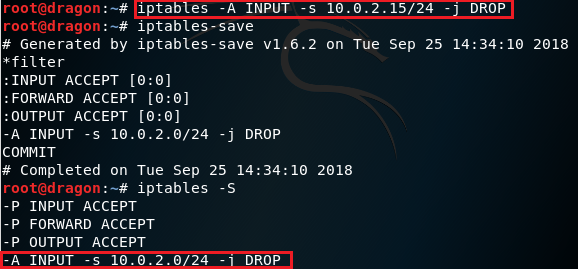 root@dragon:~# iptables -A INPUT -s 10.0.2.15/24 -j DROP
root@dragon:~# iptables-save
# Generated by iptables-save v1.6.2 on Tue Sep 25 14:34:10 2018
*filter
:INPUT ACCEPT [0:0]
:FORWARD ACCEPT [0:0]
:OUTPUT ACCEPT [0:0]
-A INPUT -s 10.0.2.0/24 -j DROP
COMMIT
# Completed on Tue Sep 25 14:34:10 2018
root@dragon:~# iptables -S
-P INPUT ACCEPT
-P FORWARD ACCEPT
-P OUTPUT ACCEPT
-A INPUT -s 10.0.2.0/24 -j DROP